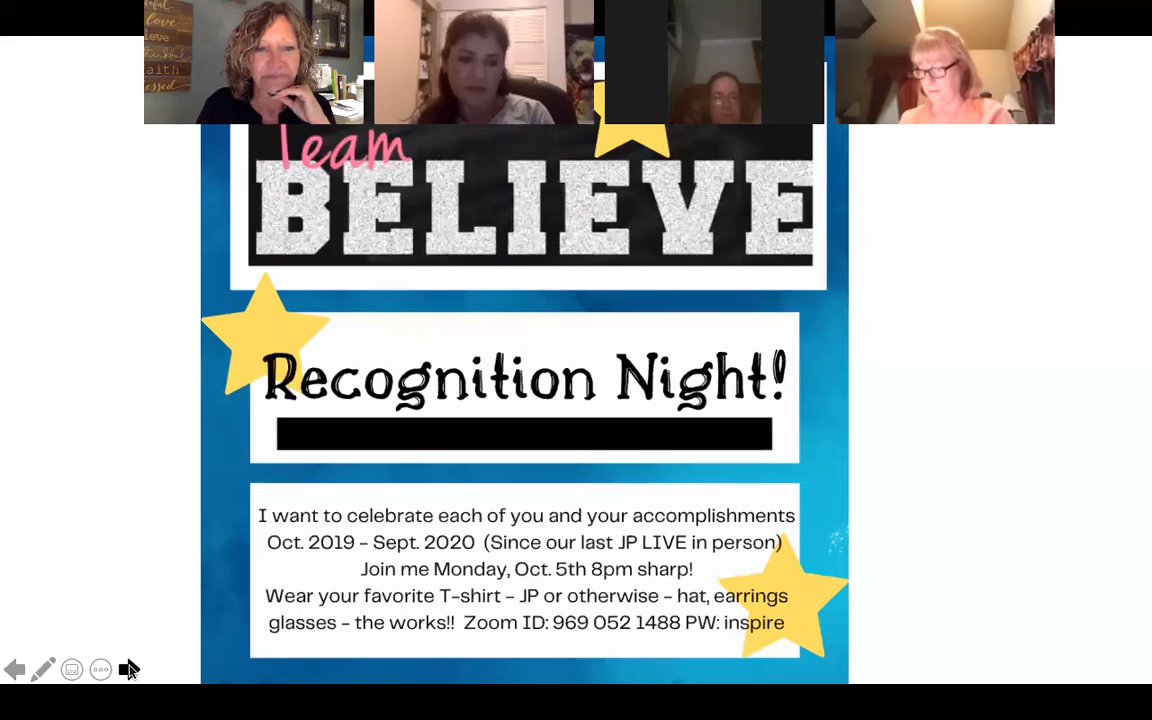 love
faith
Team
BELIEVE
Recognition Night!
I want to celebrate each of you and your accomplishments
Oct. 2019 - Sept. 2020 (Since our last JP LIVE in person)
Join me Monday, Oct. 5th 8pm sharp!
Wear your favorite T-shirt - JP or otherwise - hat, earrings
glasses - the works!! Zoom ID: 969 052 1488 PW: inspire